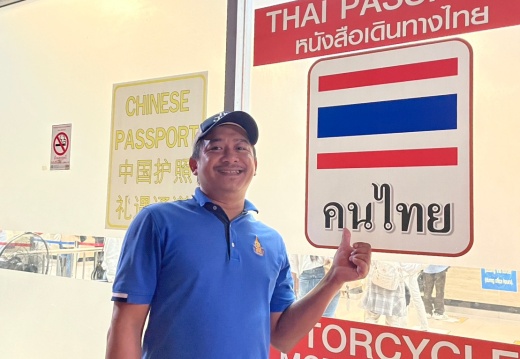 THAI PASS
หนังสือเดินทางไทย
คนไทย
CHINESE
PASSPORT
中国护照
TORCYCLE